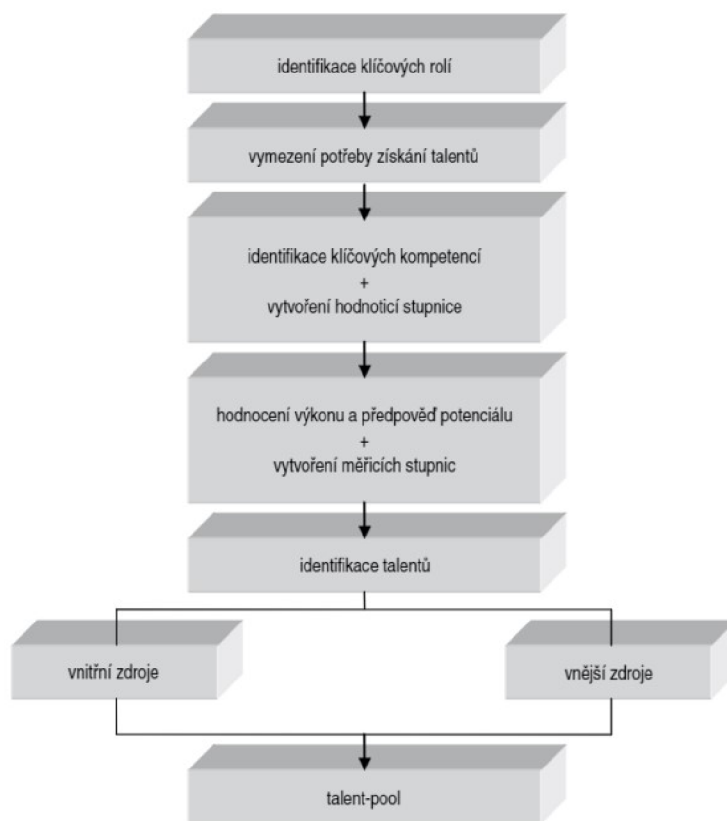 identifikace klíčových rolí
vymezení potřeby získání talentů
identifikace klíčových kompetencí
+
vytvoření hodnoticí stupnice
hodnocení výkonu a předpověď potenciálu
+
vytvoření měřicích stupnic
identifikace talentů
vnitřní zdroje
vnější zdroje
talent-pool